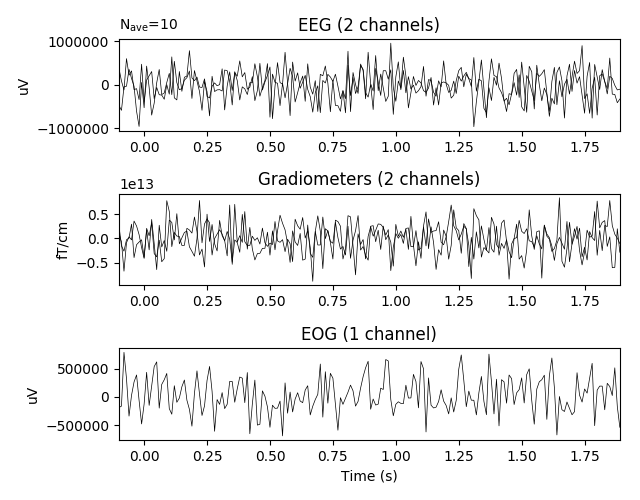 N_ave=10
EEG (2 channels)
1000000
0
−1000000
uV
0.00 0.25 0.50 0.75 1.00 1.25 1.50 1.75
1e13
Gradiometers (2 channels)
0.5
0.0
−0.5
fT/cm
0.00 0.25 0.50 0.75 1.00 1.25 1.50 1.75
EOG (1 channel)
500000
0
−500000
uV
0.00 0.25 0.50 0.75 1.00 1.25 1.50 1.75
Time (s)